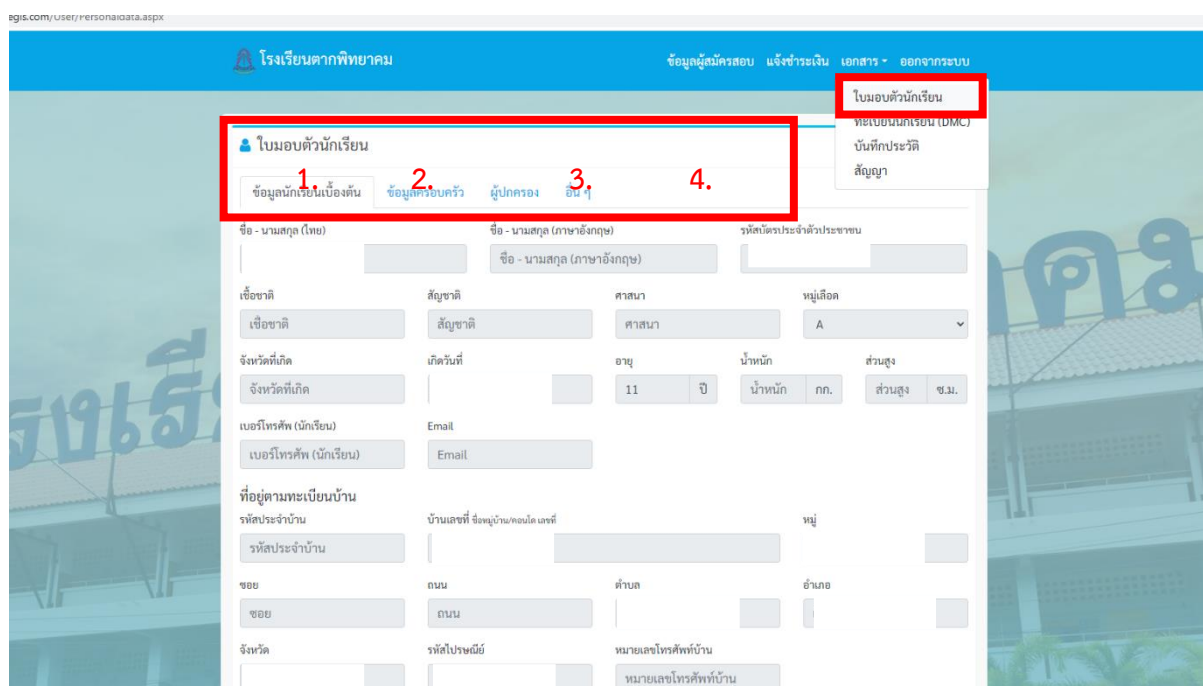 egis.com/User/Personaldata.aspx
โรงเรียนตากพิทยาคม
ข้อมูลผู้สมัครสอบ แจ้งชำระเงิน เอกสาร ออกจากระบบ
ใบมอบตัวนักเรียน
ทะเบียนนักเรียน (DMC)
บันทึกประวัติ
สัญญา
ใบมอบตัวนักเรียน
1. 2. 3. 4.
ข้อมูลนักเรียนเบื้องต้น ข้อมูลครอบครัว ผู้ปกครอง อื่น ๆ
ชื่อ - นามสกุล (ไทย) ชื่อ - นามสกุล (ภาษาอังกฤษ) รหัสบัตรประจำตัวประชาชน
ชื่อ - นามสกุล (ภาษาอังกฤษ)
เชื้อชาติ สัญชาติ ศาสนา หมู่เลือด
เชื้อชาติ สัญชาติ ศาสนา A
จังหวัดที่เกิด เกิดวันที่ อายุ น้ำหนัก ส่วนสูง
จังหวัดที่เกิด 11 ปี น้ำหนัก กก. ส่วนสูง ซ.ม.
เบอร์โทรศัพ (นักเรียน) Email
เบอร์โทรศัพ (นักเรียน) Email
ที่อยู่ตามทะเบียนบ้าน
รหัสประจำบ้าน บ้านเลขที่ ชื่อหมู่บ้าน/คอนโด เลขที่ หมู่
รหัสประจำบ้าน
ซอย ถนน ตำบล อำเภอ
ซอย ถนน
จังหวัด รหัสไปรษณีย์ หมายเลขโทรศัพท์บ้าน
หมายเลขโทรศัพท์บ้าน